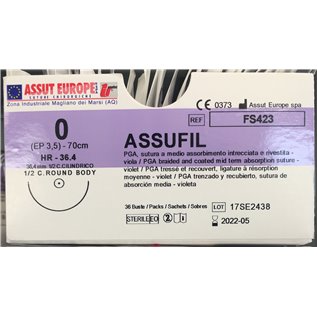 ASSUT EUROPE
SUTURE CHIRURGICHE
Zona Industriale Magliano dei Marsi (AQ)
CE 0373 Assut Europe spa
REF FS423
0
(EP 3,5) - 70cm
HR - 36.4
36.4 mm 1/2 C.CILINDRICO
1/2 C.ROUND BODY
ASSUFIL
PGA, sutura a medio assorbimento intrecciata e rivestita -
viola / PGA braided and coated mid term absorption suture
- violet / PGA tressé et recouvert, ligature à résorption
moyenne - violet / PGA trenzado y recubierto, sutura de
absorción media - violeta
36 Buste / Packs / Sachets / Sobres
LOT 17SE2438
STERILE EO
2
2022-05